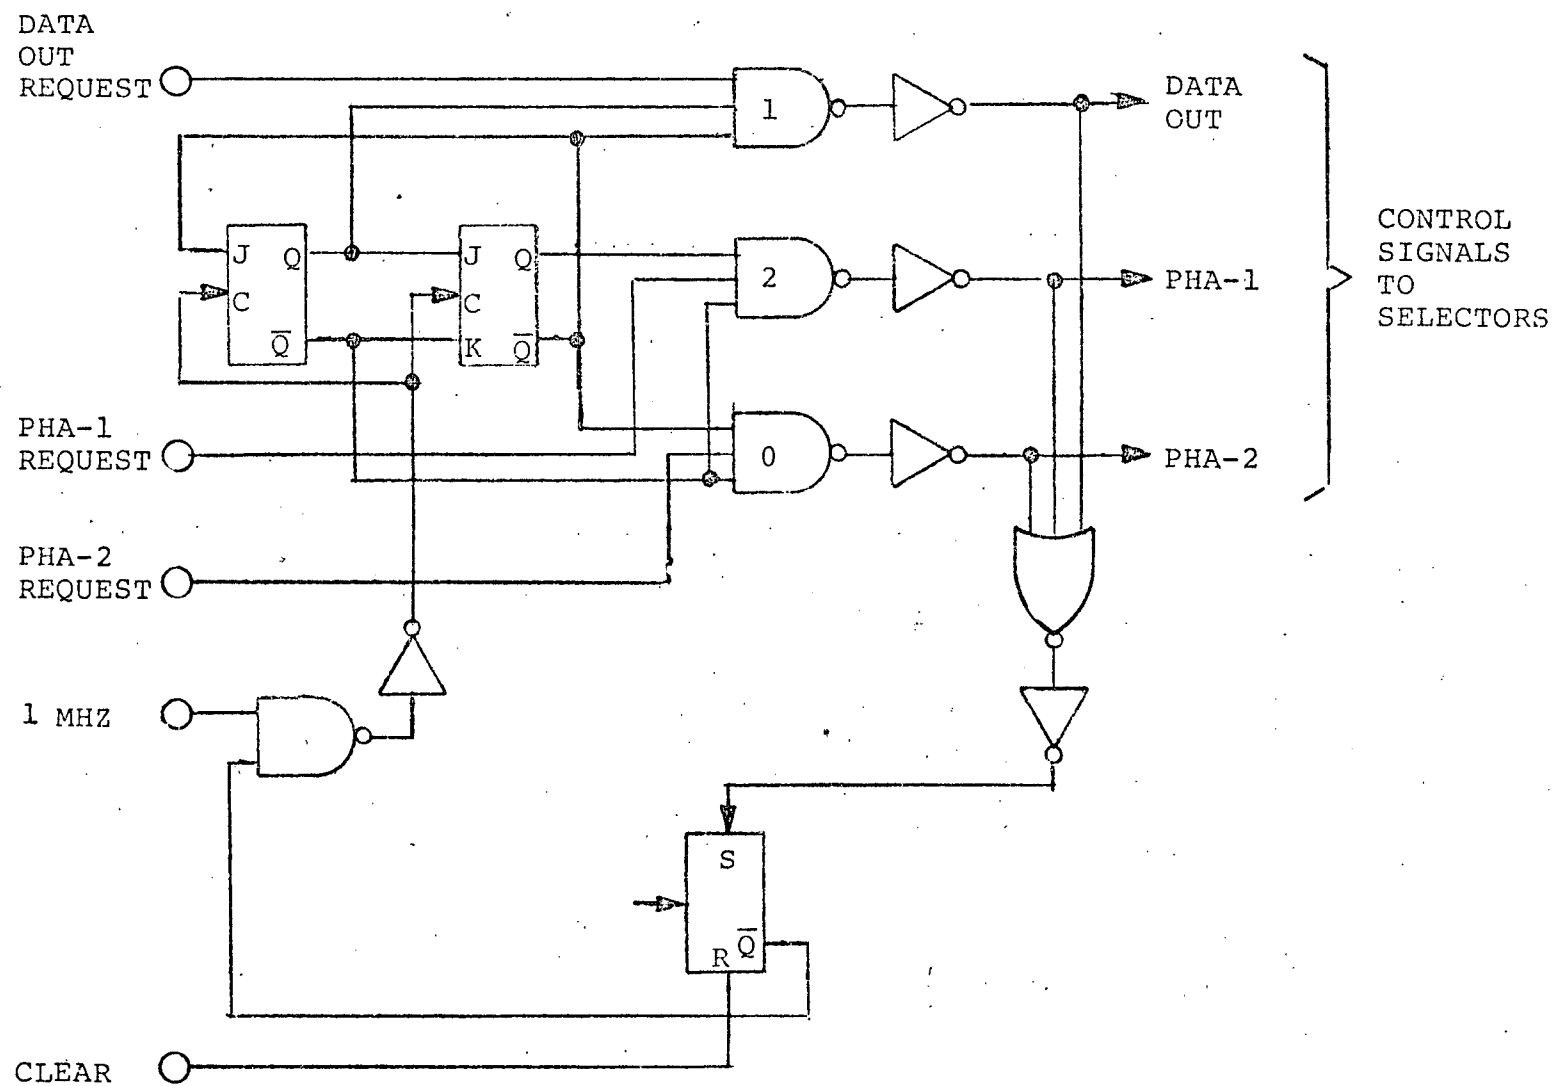 DATA
OUT
REQUEST
1
DATA
OUT
J
Q
C
Q̅
J
Q
C
K
Q̅
2
PHA-1
CONTROL
SIGNALS
TO
SELECTORS
PHA-1
REQUEST
0
PHA-2
PHA-2
REQUEST
1 MHZ
S
Q̅
R
CLEAR